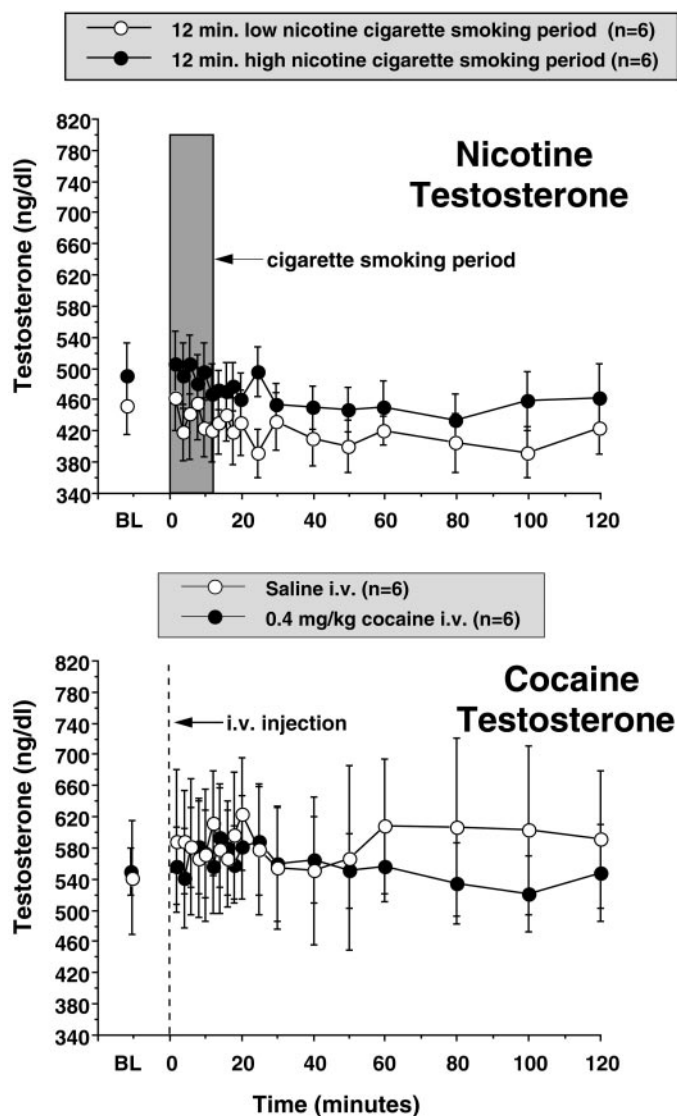 12 min. low nicotine cigarette smoking period (n=6)
12 min. high nicotine cigarette smoking period (n=6)
Nicotine
Testosterone
Testosterone (ng/dl)
820
780
740
700
660
620
580
540
500
460
420
380
340
cigarette smoking period
BL 0 20 40 60 80 100 120
Saline i.v. (n=6)
0.4 mg/kg cocaine i.v. (n=6)
Cocaine
Testosterone
Testosterone (ng/dl)
820
780
740
700
660
620
580
540
500
460
420
380
340
i.v. injection
BL 0 20 40 60 80 100 120
Time (minutes)